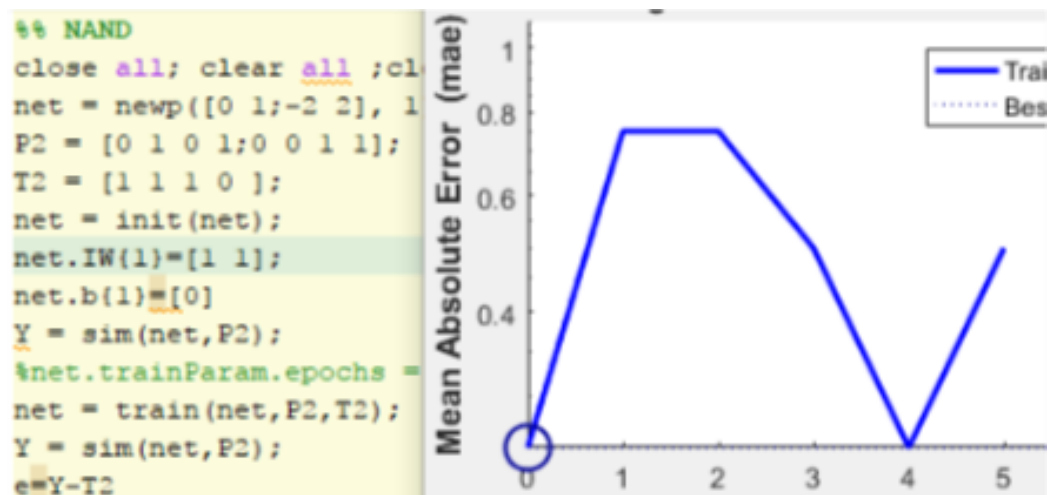 %% NAND
close all; clear all ;cl
net = newp([0 1;-2 2], 1
P2 = [0 1 0 1;0 0 1 1];
T2 = [1 1 1 0 ];
net = init(net);
net.IW{1}=[1 1];
net.b{1}=[0]
Y = sim(net,P2);
%net.trainParam.epochs =
net = train(net,P2,T2);
Y = sim(net,P2);
e=Y-T2
Mean Absolute Error (mae)
1
0.8
0.6
0.4
Trai
Bes
0 1 2 3 4 5